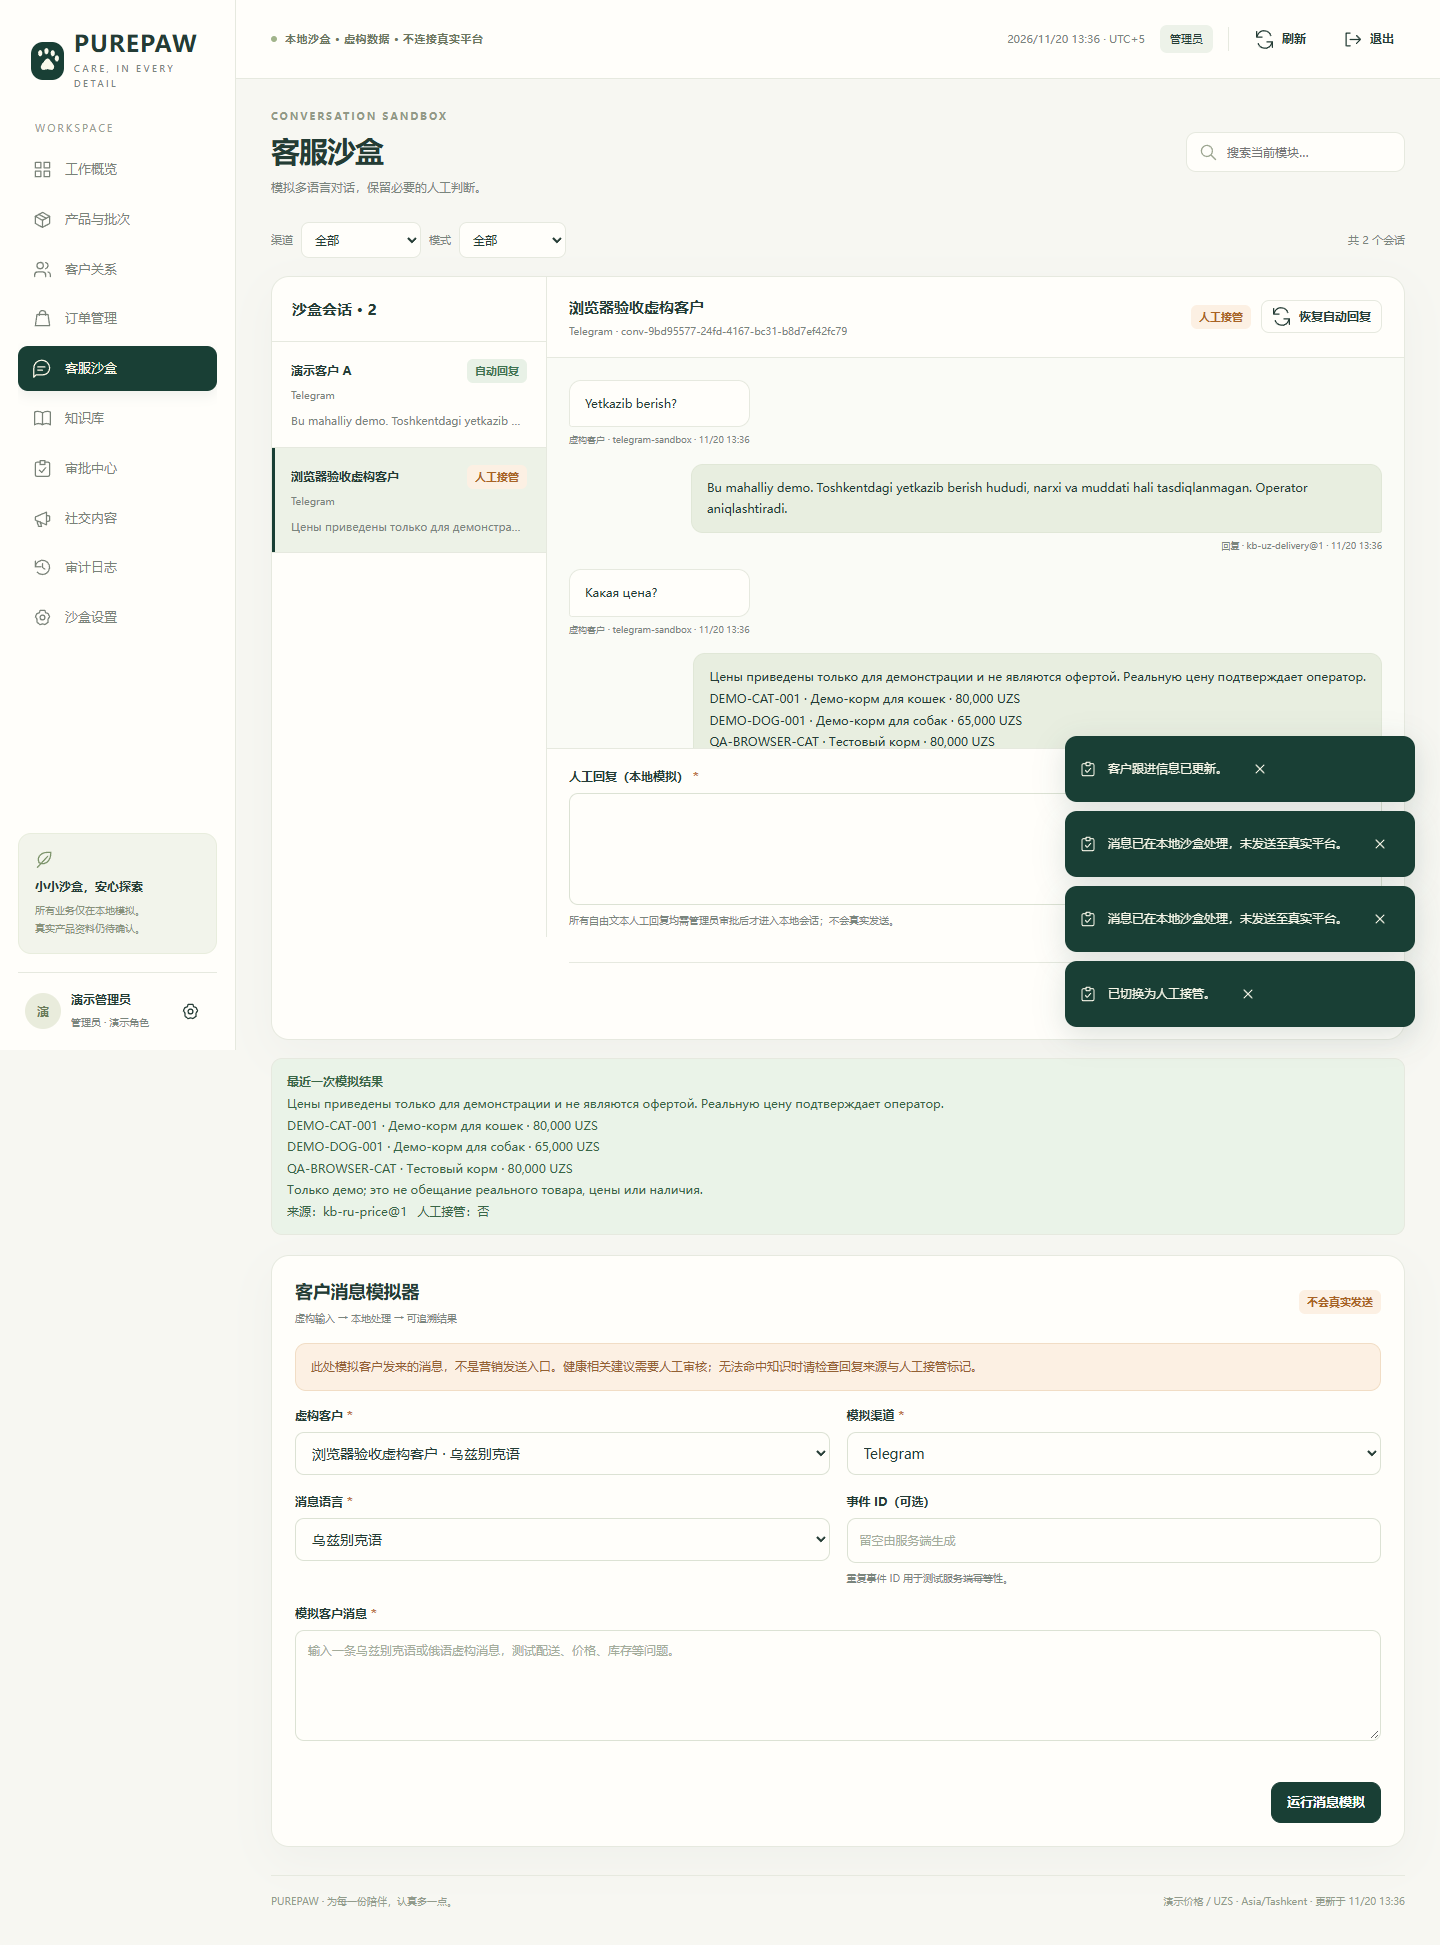 PUREPAW
CARE, IN EVERY
DETAIL
WORKSPACE
工作概览
产品与批次
客户关系
订单管理
客服沙盒
知识库
审批中心
社交内容
审计日志
沙盒设置
小小沙盒，安心探索
所有业务仅在本地模拟。
真实产品资料仍待确认。
演
演示管理员
管理员 · 演示角色
本地沙盒 • 虚构数据 • 不连接真实平台
2026/11/20 13:36 · UTC+5
管理员
刷新
退出
CONVERSATION SANDBOX
客服沙盒
模拟多语言对话，保留必要的人工判断。
搜索当前模块...
渠道
全部
模式
全部
共 2 个会话
沙盒会话 • 2
演示客户 A
自动回复
Telegram
Bu mahalliy demo. Toshkentdagi yetkazib ...
浏览器验收虚构客户
人工接管
Telegram
Цены приведены только для демонстра...
浏览器验收虚构客户
Telegram · conv-9bd95577-24fd-4167-bc31-b8d7ef42fc79
人工接管
恢复自动回复
Yetkazib berish?
虚构客户 · telegram-sandbox · 11/20 13:36
Bu mahalliy demo. Toshkentdagi yetkazib berish hududi, narxi va muddati hali tasdiqlanmagan. Operator
aniqlashtiradi.
回复 · kb-uz-delivery@1 · 11/20 13:36
Какая цена?
虚构客户 · telegram-sandbox · 11/20 13:36
Цены приведены только для демонстрации и не являются офертой. Реальную цену подтверждает оператор.
DEMO-CAT-001 · Демо-корм для кошек · 80,000 UZS
DEMO-DOG-001 · Демо-корм для собак · 65,000 UZS
QA-BROWSER-CAT · Тестовый корм · 80,000 UZS
人工回复（本地模拟） *
所有自由文本人工回复均需管理员审批后才进入本地会话；不会真实发送。
客户跟进信息已更新。
消息已在本地沙盒处理，未发送至真实平台。
消息已在本地沙盒处理，未发送至真实平台。
已切换为人工接管。
最近一次模拟结果
Цены приведены только для демонстрации и не являются офертой. Реальную цену подтверждает оператор.
DEMO-CAT-001 · Демо-корм для кошек · 80,000 UZS
DEMO-DOG-001 · Демо-корм для собак · 65,000 UZS
QA-BROWSER-CAT · Тестовый корм · 80,000 UZS
Только демо; это не обещание реального товара, цены или наличия.
来源：kb-ru-price@1 人工接管：否
客户消息模拟器
虚构输入 → 本地处理 → 可追溯结果
不会真实发送
此处模拟客户发来的消息，不是营销发送入口。健康相关建议需要人工审核；无法命中知识时请检查回复来源与人工接管标记。
虚构客户 *
浏览器验收虚构客户 · 乌兹别克语
模拟渠道 *
Telegram
消息语言 *
乌兹别克语
事件 ID（可选）
留空由服务端生成
重复事件 ID 用于测试服务端幂等性。
模拟客户消息 *
输入一条乌兹别克语或俄语虚构消息，测试配送、价格、库存等问题。
运行消息模拟
PUREPAW · 为每一份陪伴，认真多一点。
演示价格 / UZS · Asia/Tashkent · 更新于 11/20 13:36